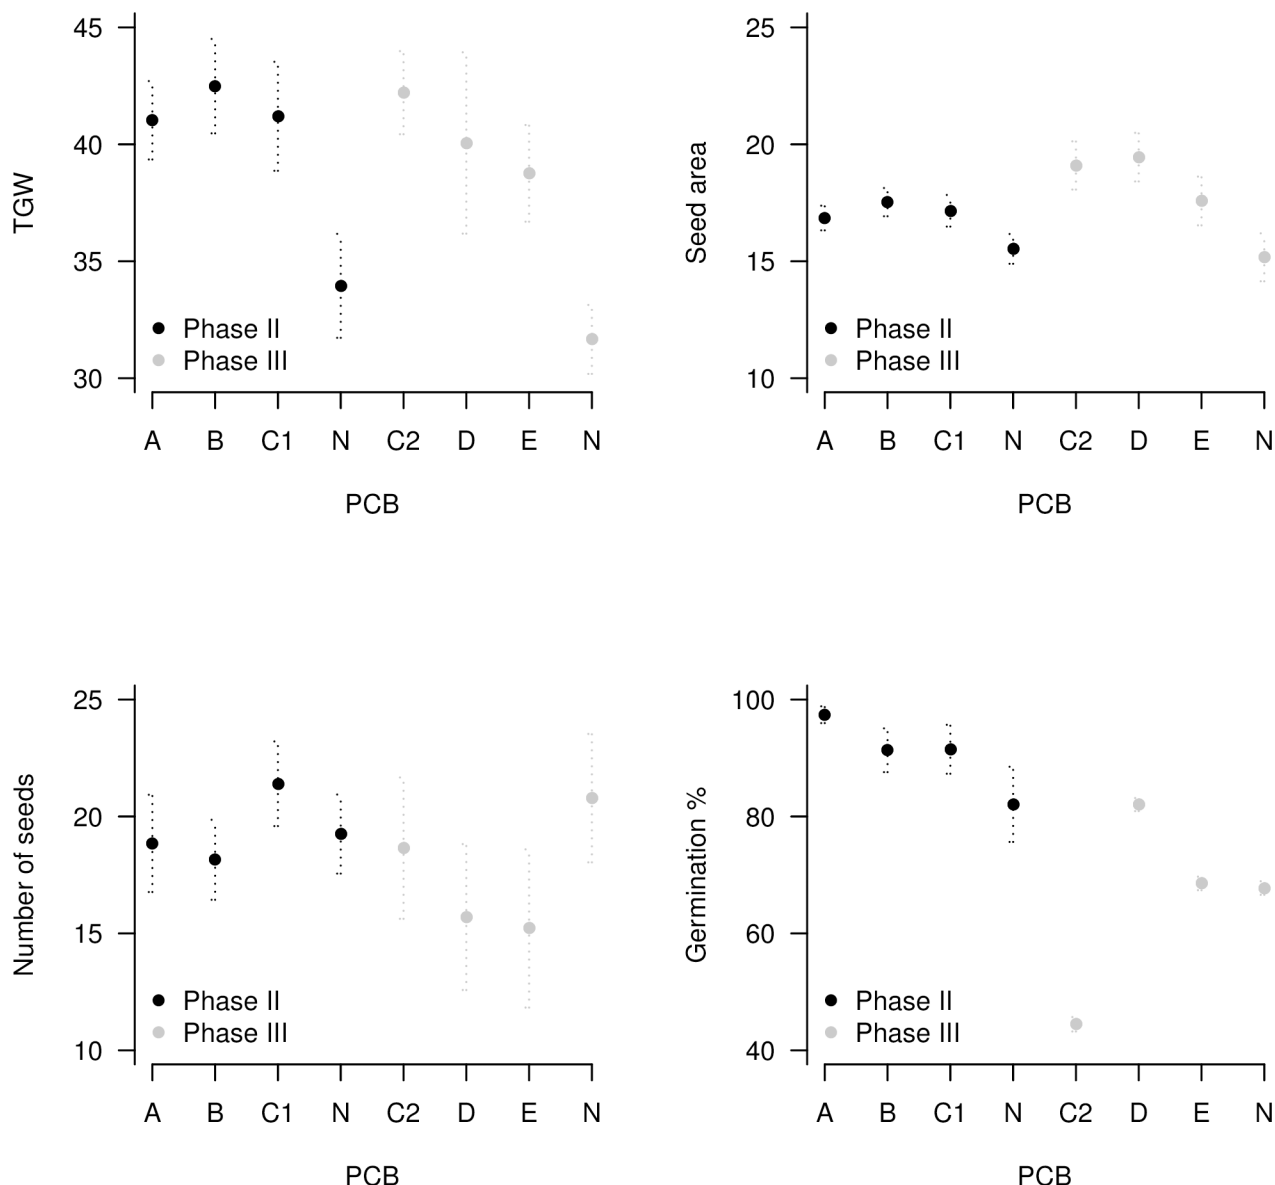 45
40
35
30
TGW
Phase II
Phase III
A B C1 N C2 D E N
PCB
25
20
15
10
Seed area
Phase II
Phase III
A B C1 N C2 D E N
PCB
25
20
15
10
Number of seeds
Phase II
Phase III
A B C1 N C2 D E N
PCB
100
80
60
40
Germination %
Phase II
Phase III
A B C1 N C2 D E N
PCB